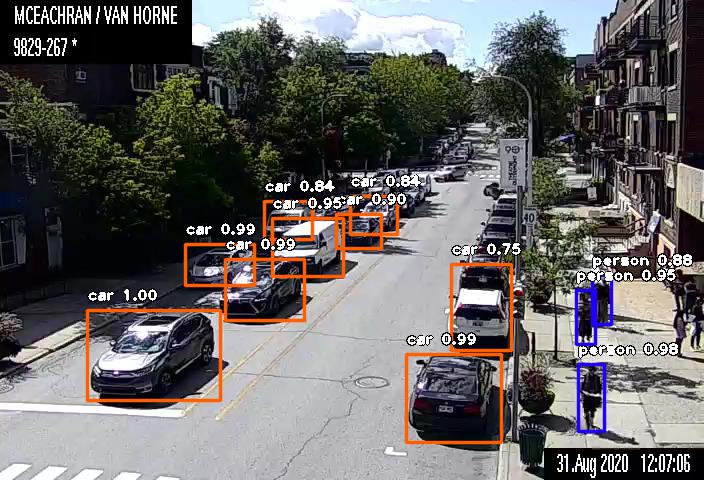 MCEACHRAN / VAN HORNE
9829-267 *
car 0.84
car 0.84
car 0.95
car 0.90
car 0.99
car 0.99
car 0.75
person 0.88
person 0.95
car 1.00
car 0.99
person 0.98
40
31.Aug 2020 12:07:06